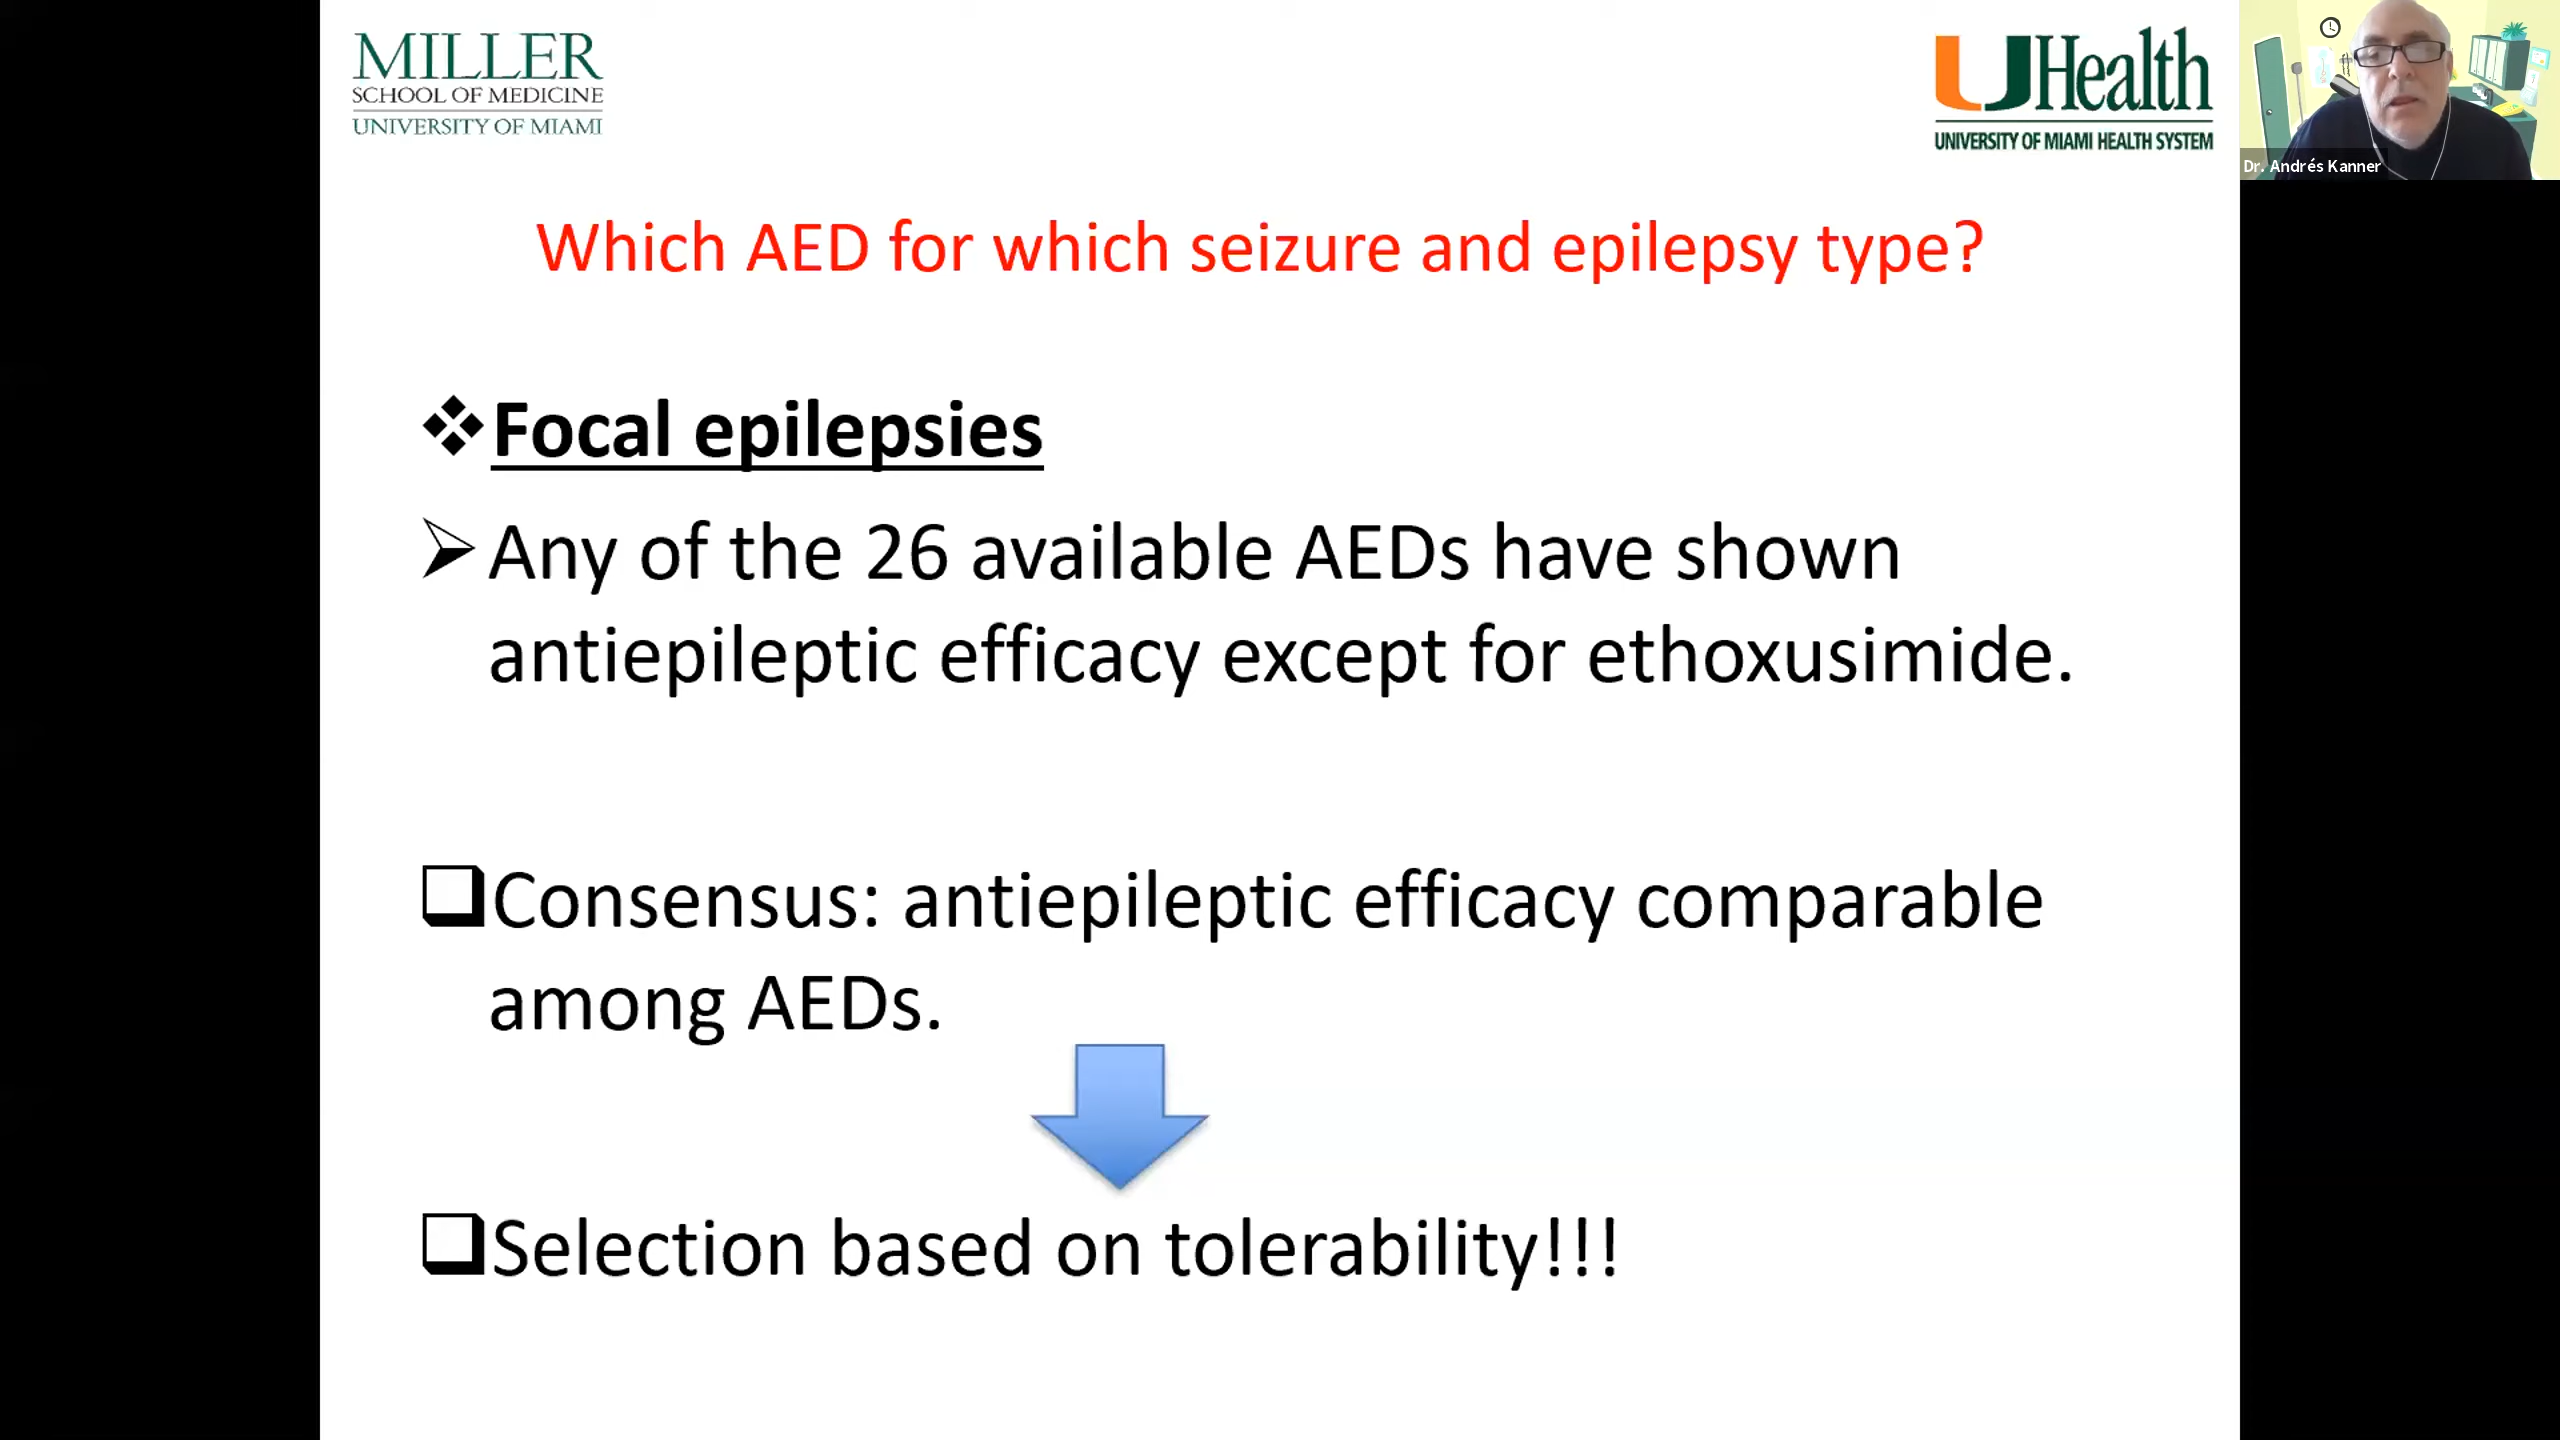 MILLER
SCHOOL OF MEDICINE
UNIVERSITY OF MIAMI
UHealth
UNIVERSITY OF MIAMI HEALTH SYSTEM
Dr. Andrés Kanner
Which AED for which seizure and epilepsy type?
Focal epilepsies
Any of the 26 available AEDs have shown
antiepileptic efficacy except for ethoxusimide.
Consensus: antiepileptic efficacy comparable
among AEDs.
Selection based on tolerability!!!